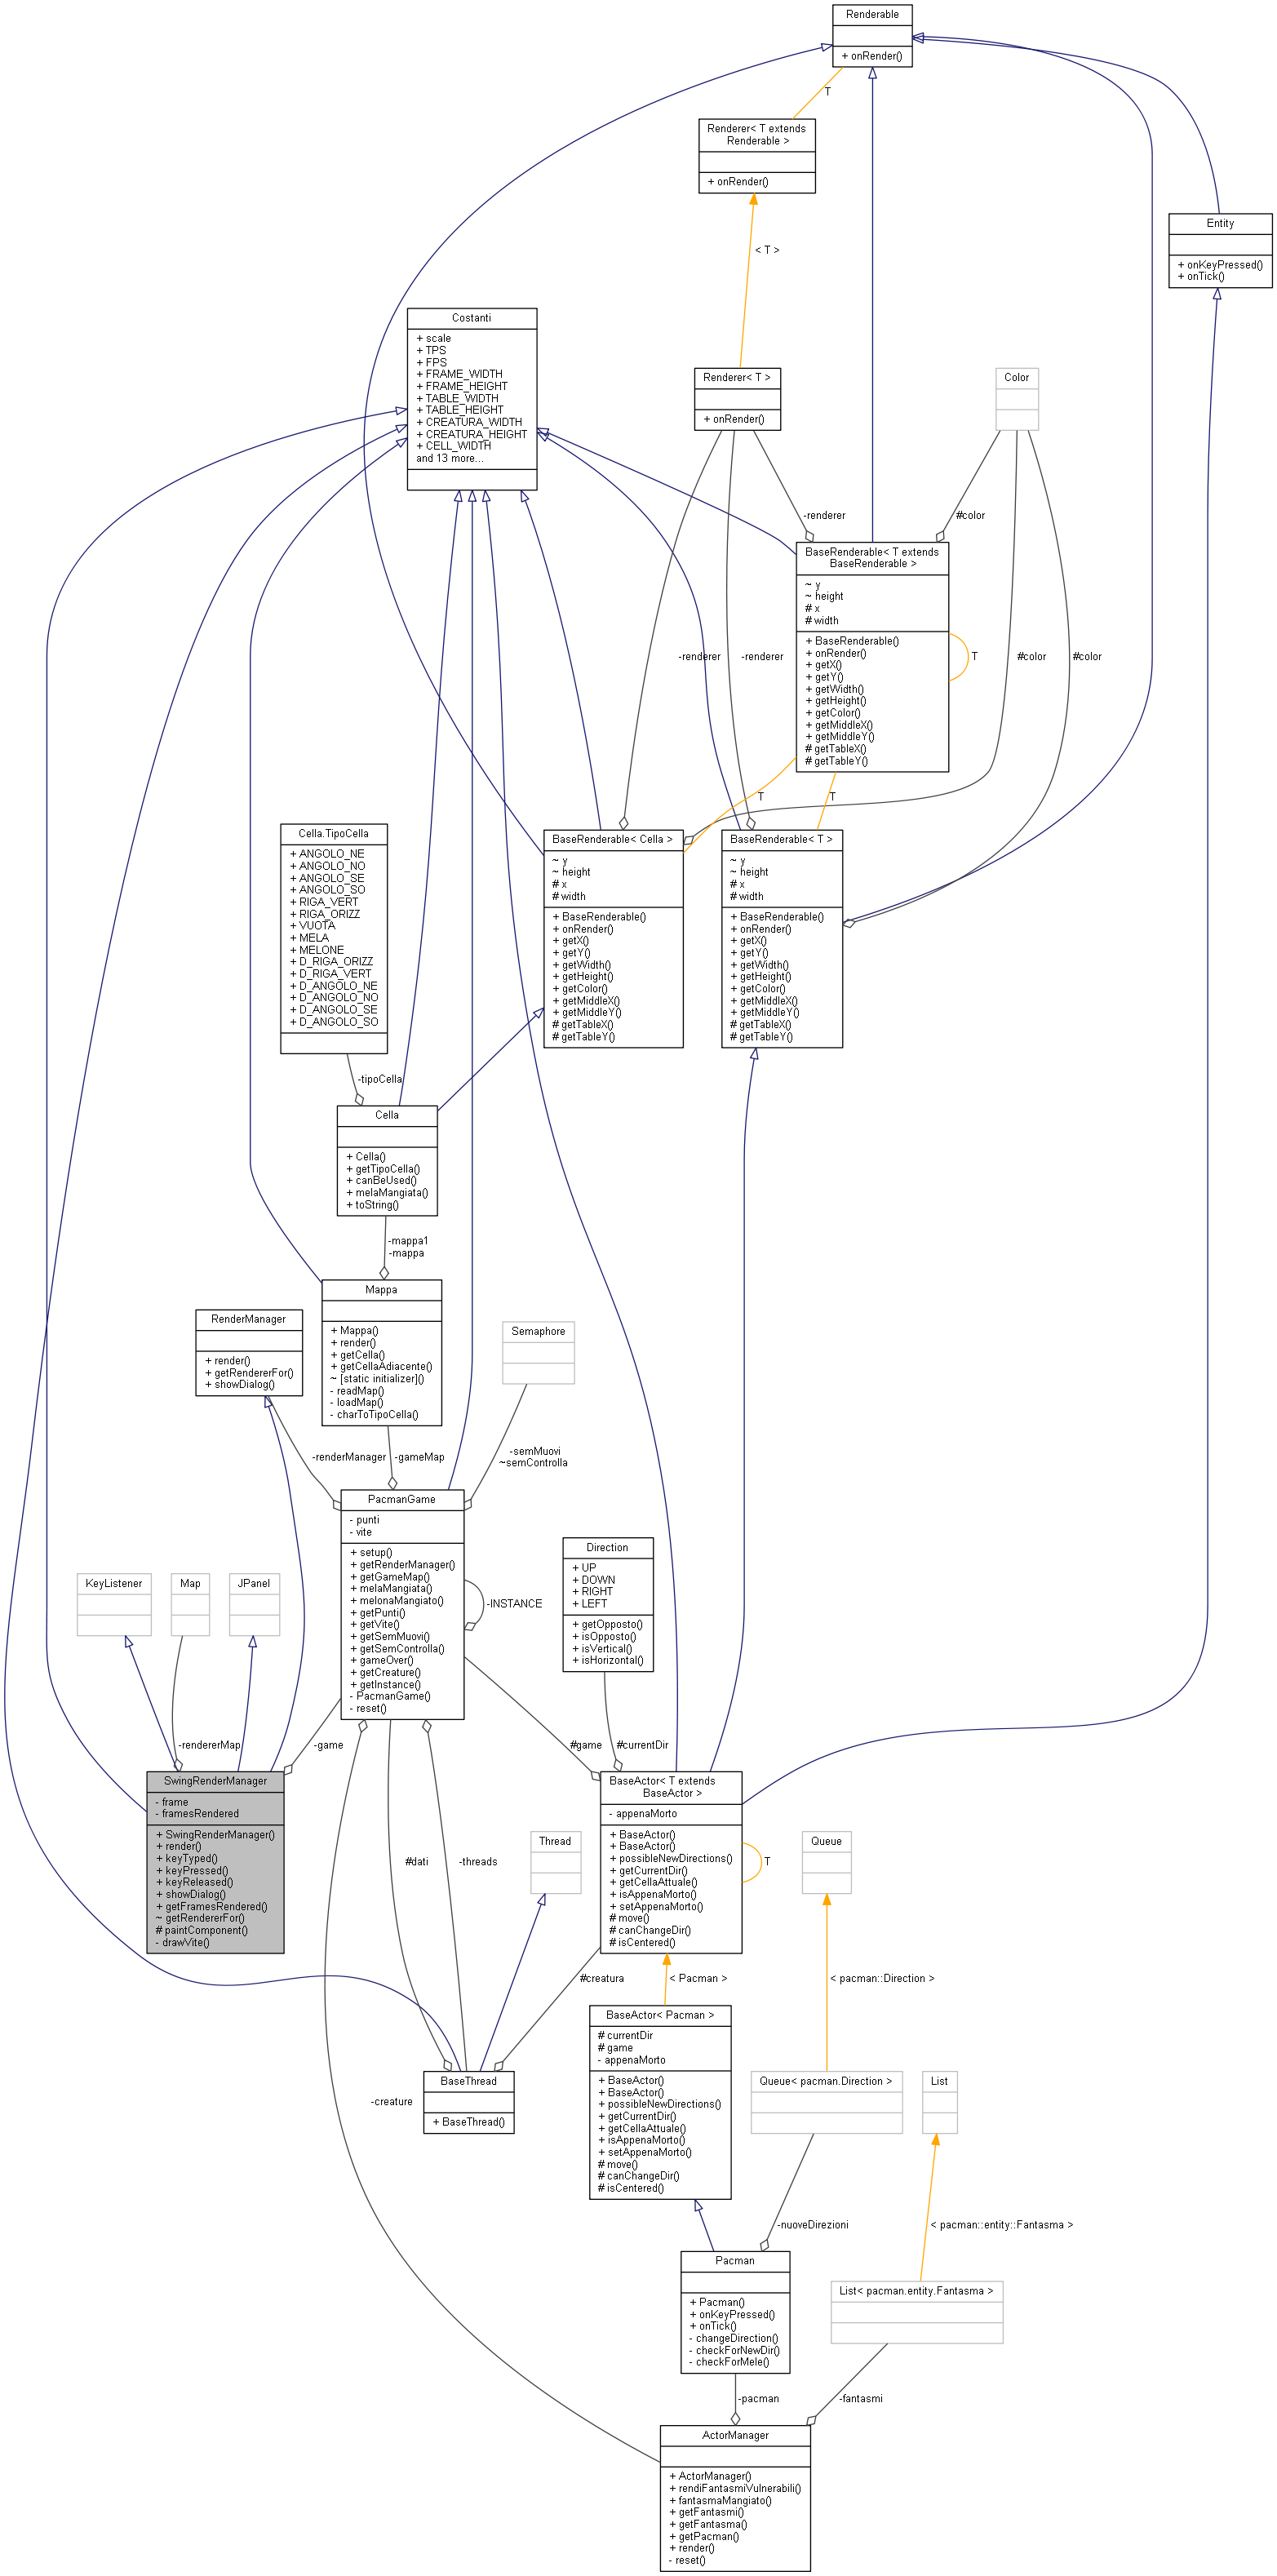 Renderable
+ onRender()
T
Renderer< T extends
Renderable >
+ onRender()
< T >
Entity
+ onKeyPressed()
+ onTick()
Costanti
+ scale
+ TPS
+ FPS
+ FRAME_WIDTH
+ FRAME_HEIGHT
+ TABLE_WIDTH
+ TABLE_HEIGHT
+ CREATURA_WIDTH
+ CREATURA_HEIGHT
+ CELL_WIDTH
and 13 more...
Renderer< T >
+ onRender()
Color
-renderer
#color
BaseRenderable< T extends
BaseRenderable >
~ y
~ height
# x
# width
+ BaseRenderable()
+ onRender()
+ getX()
+ getY()
+ getWidth()
+ getHeight()
+ getColor()
+ getMiddleX()
+ getMiddleY()
# getTableX()
# getTableY()
T
-renderer
-renderer
#color
#color
T
T
Cella.TipoCella
+ ANGOLO_NE
+ ANGOLO_NO
+ ANGOLO_SE
+ ANGOLO_SO
+ RIGA_VERT
+ RIGA_ORIZZ
+ VUOTA
+ MELA
+ MELONE
+ D_RIGA_ORIZZ
+ D_RIGA_VERT
+ D_ANGOLO_NE
+ D_ANGOLO_NO
+ D_ANGOLO_SE
+ D_ANGOLO_SO
BaseRenderable< Cella >
~ y
~ height
# x
# width
+ BaseRenderable()
+ onRender()
+ getX()
+ getY()
+ getWidth()
+ getHeight()
+ getColor()
+ getMiddleX()
+ getMiddleY()
# getTableX()
# getTableY()
BaseRenderable< T >
~ y
~ height
# x
# width
+ BaseRenderable()
+ onRender()
+ getX()
+ getY()
+ getWidth()
+ getHeight()
+ getColor()
+ getMiddleX()
+ getMiddleY()
# getTableX()
# getTableY()
-tipoCella
Cella
+ Cella()
+ getTipoCella()
+ canBeUsed()
+ melaMangiata()
+ toString()
-mappa1
-mappa
Mappa
+ Mappa()
+ render()
+ getCella()
+ getCellaAdiacente()
~ [static initializer]()
- readMap()
- loadMap()
- charToTipoCella()
RenderManager
+ render()
+ getRendererFor()
+ showDialog()
Semaphore
-renderManager
-gameMap
-semMuovi
~semControlla
PacmanGame
- punti
- vite
+ setup()
+ getRenderManager()
+ getGameMap()
+ melaMangiata()
+ melonaMangiato()
+ getPunti()
+ getVite()
+ getSemMuovi()
+ getSemControlla()
+ gameOver()
+ getCreature()
+ getInstance()
- PacmanGame()
- reset()
-INSTANCE
Direction
+ UP
+ DOWN
+ RIGHT
+ LEFT
+ getOpposto()
+ isOpposto()
+ isVertical()
+ isHorizontal()
KeyListener
Map
JPanel
-rendererMap
-game
#game
#currentDir
SwingRenderManager
- frame
- framesRendered
+ SwingRenderManager()
+ render()
+ keyTyped()
+ keyPressed()
+ keyReleased()
+ showDialog()
+ getFramesRendered()
~ getRendererFor()
# paintComponent()
- drawVite()
BaseActor< T extends
BaseActor >
- appenaMorto
+ BaseActor()
+ BaseActor()
+ possibleNewDirections()
+ getCurrentDir()
+ getCellaAttuale()
+ isAppenaMorto()
+ setAppenaMorto()
# move()
# canChangeDir()
# isCentered()
T
#dati
-threads
Thread
Queue
#creatura
< Pacman >
< pacman::Direction >
BaseActor< Pacman >
# currentDir
# game
- appenaMorto
+ BaseActor()
+ BaseActor()
+ possibleNewDirections()
+ getCurrentDir()
+ getCellaAttuale()
+ isAppenaMorto()
+ setAppenaMorto()
# move()
# canChangeDir()
# isCentered()
BaseThread
+ BaseThread()
Queue< pacman.Direction >
List
-creature
-nuoveDirezioni
< pacman::entity::Fantasma >
Pacman
+ Pacman()
+ onKeyPressed()
+ onTick()
- changeDirection()
- checkForNewDir()
- checkForMele()
List< pacman.entity.Fantasma >
-pacman
-fantasmi
ActorManager
+ ActorManager()
+ rendiFantasmiVulnerabili()
+ fantasmaMangiato()
+ getFantasmi()
+ getFantasma()
+ getPacman()
+ render()
- reset()